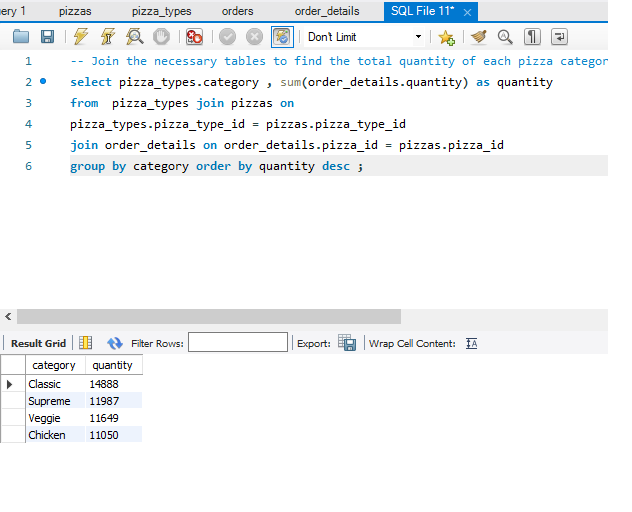 ery 1 pizzas pizza_types orders order_details SQL File 11*
Don't Limit
1 -- Join the necessary tables to find the total quantity of each pizza categor
2 select pizza_types.category , sum(order_details.quantity) as quantity
3 from pizza_types join pizzas on
4 pizza_types.pizza_type_id = pizzas.pizza_type_id
5 join order_details on order_details.pizza_id = pizzas.pizza_id
6 group by category order by quantity desc ;
Result Grid Filter Rows: Export: Wrap Cell Content:
category quantity
Classic 14888
Supreme 11987
Veggie 11649
Chicken 11050